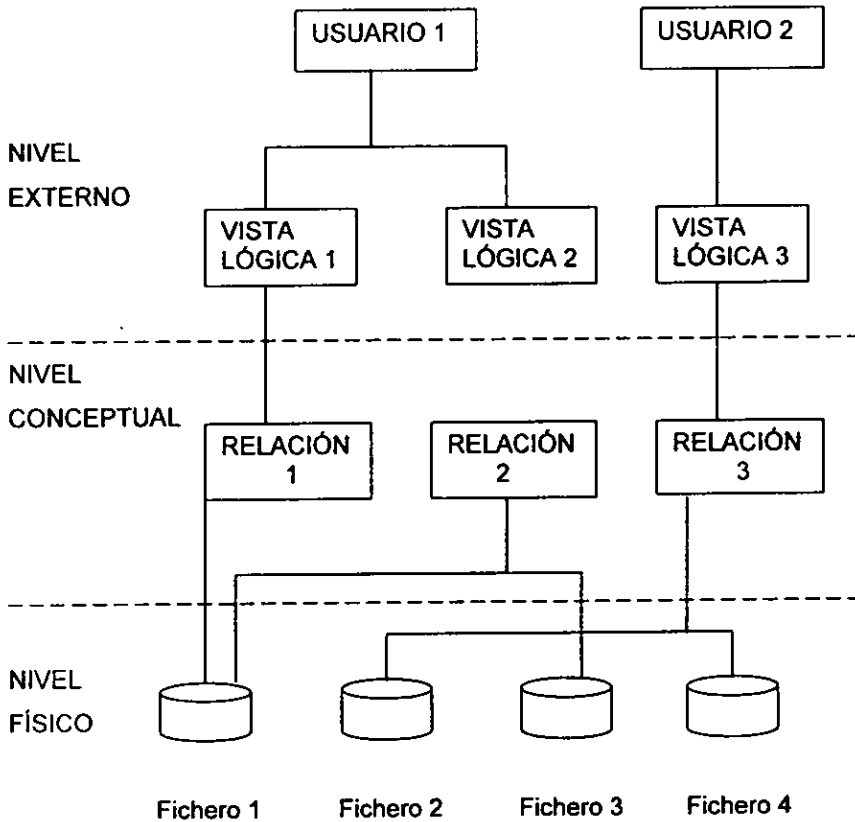 USUARIO 1
USUARIO 2
NIVEL
EXTERNO
VISTA
LÓGICA 1
VISTA
LÓGICA 2
VISTA
LÓGICA 3
NIVEL
CONCEPTUAL
RELACIÓN
1
RELACIÓN
2
RELACIÓN
3
NIVEL
FÍSICO
Fichero 1
Fichero 2
Fichero 3
Fichero 4